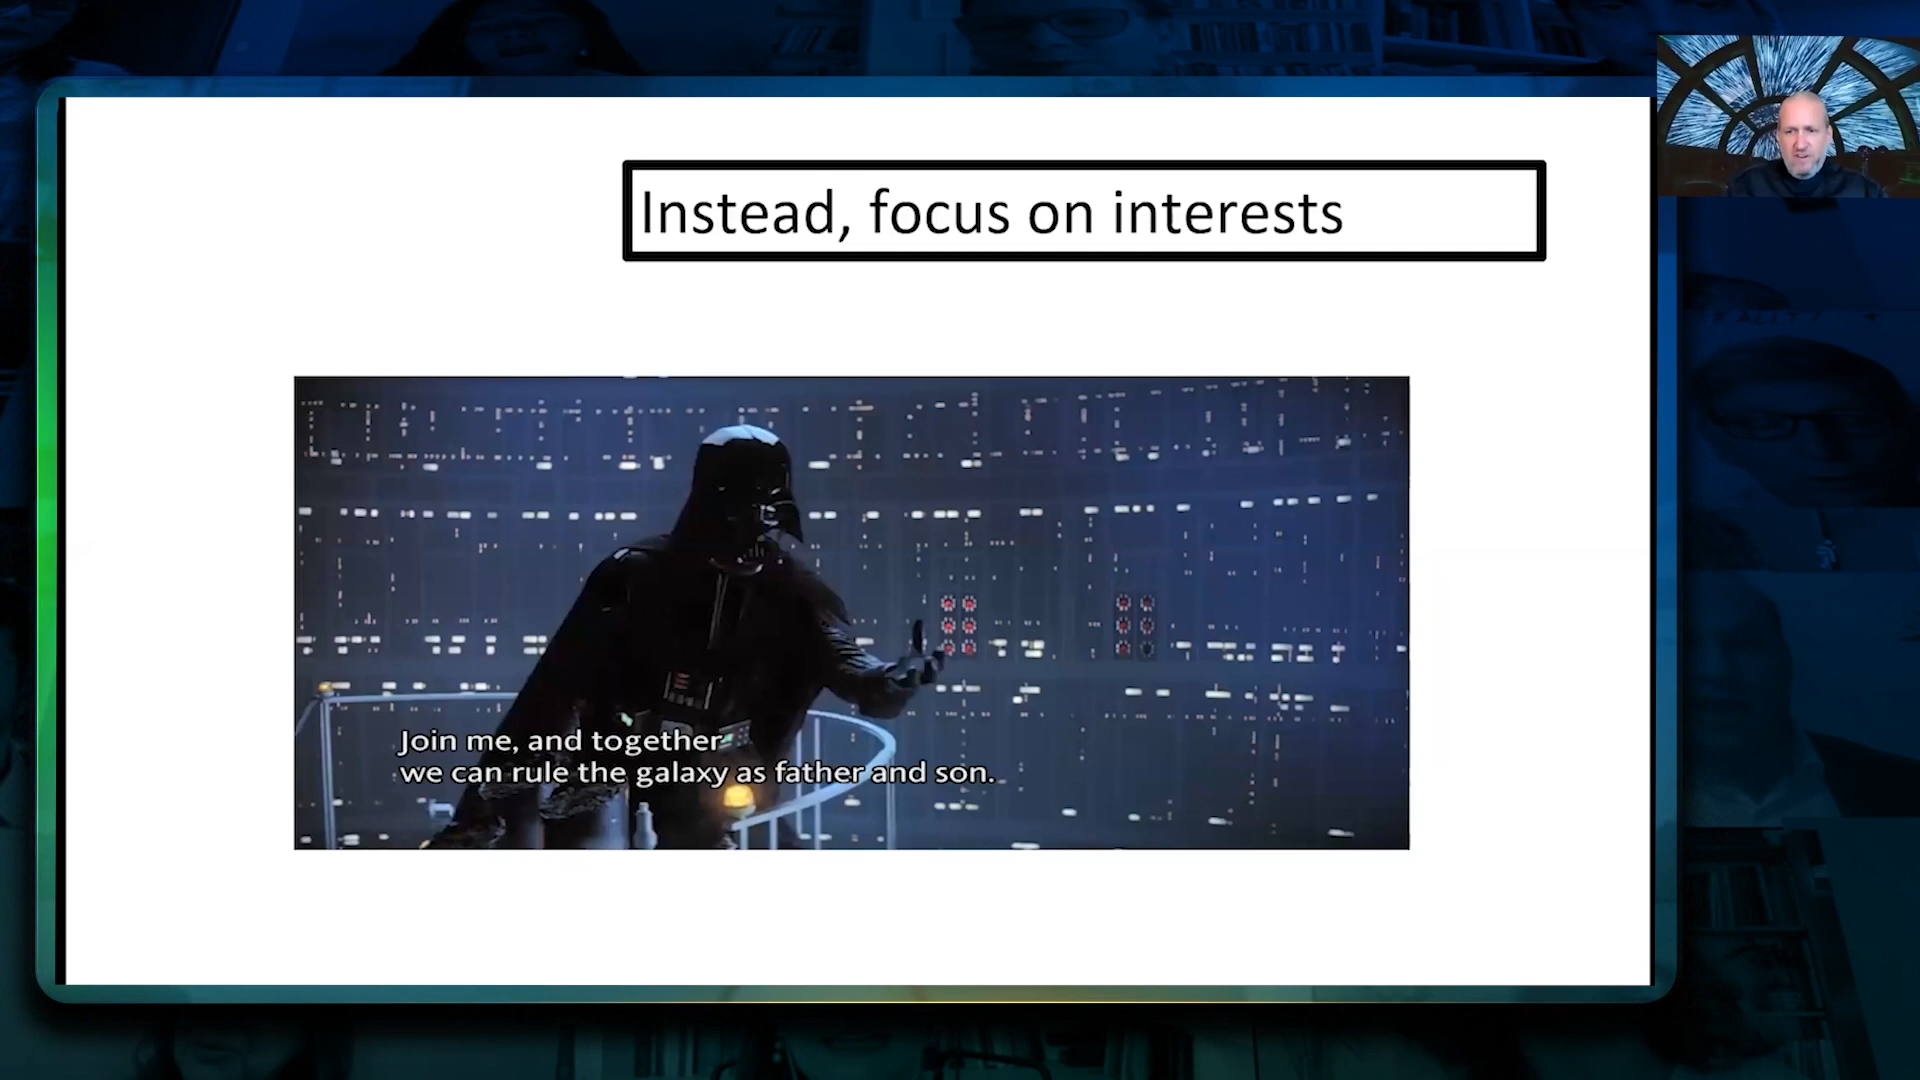 Instead, focus on interests
Join me, and together
we can rule the galaxy as father and son.